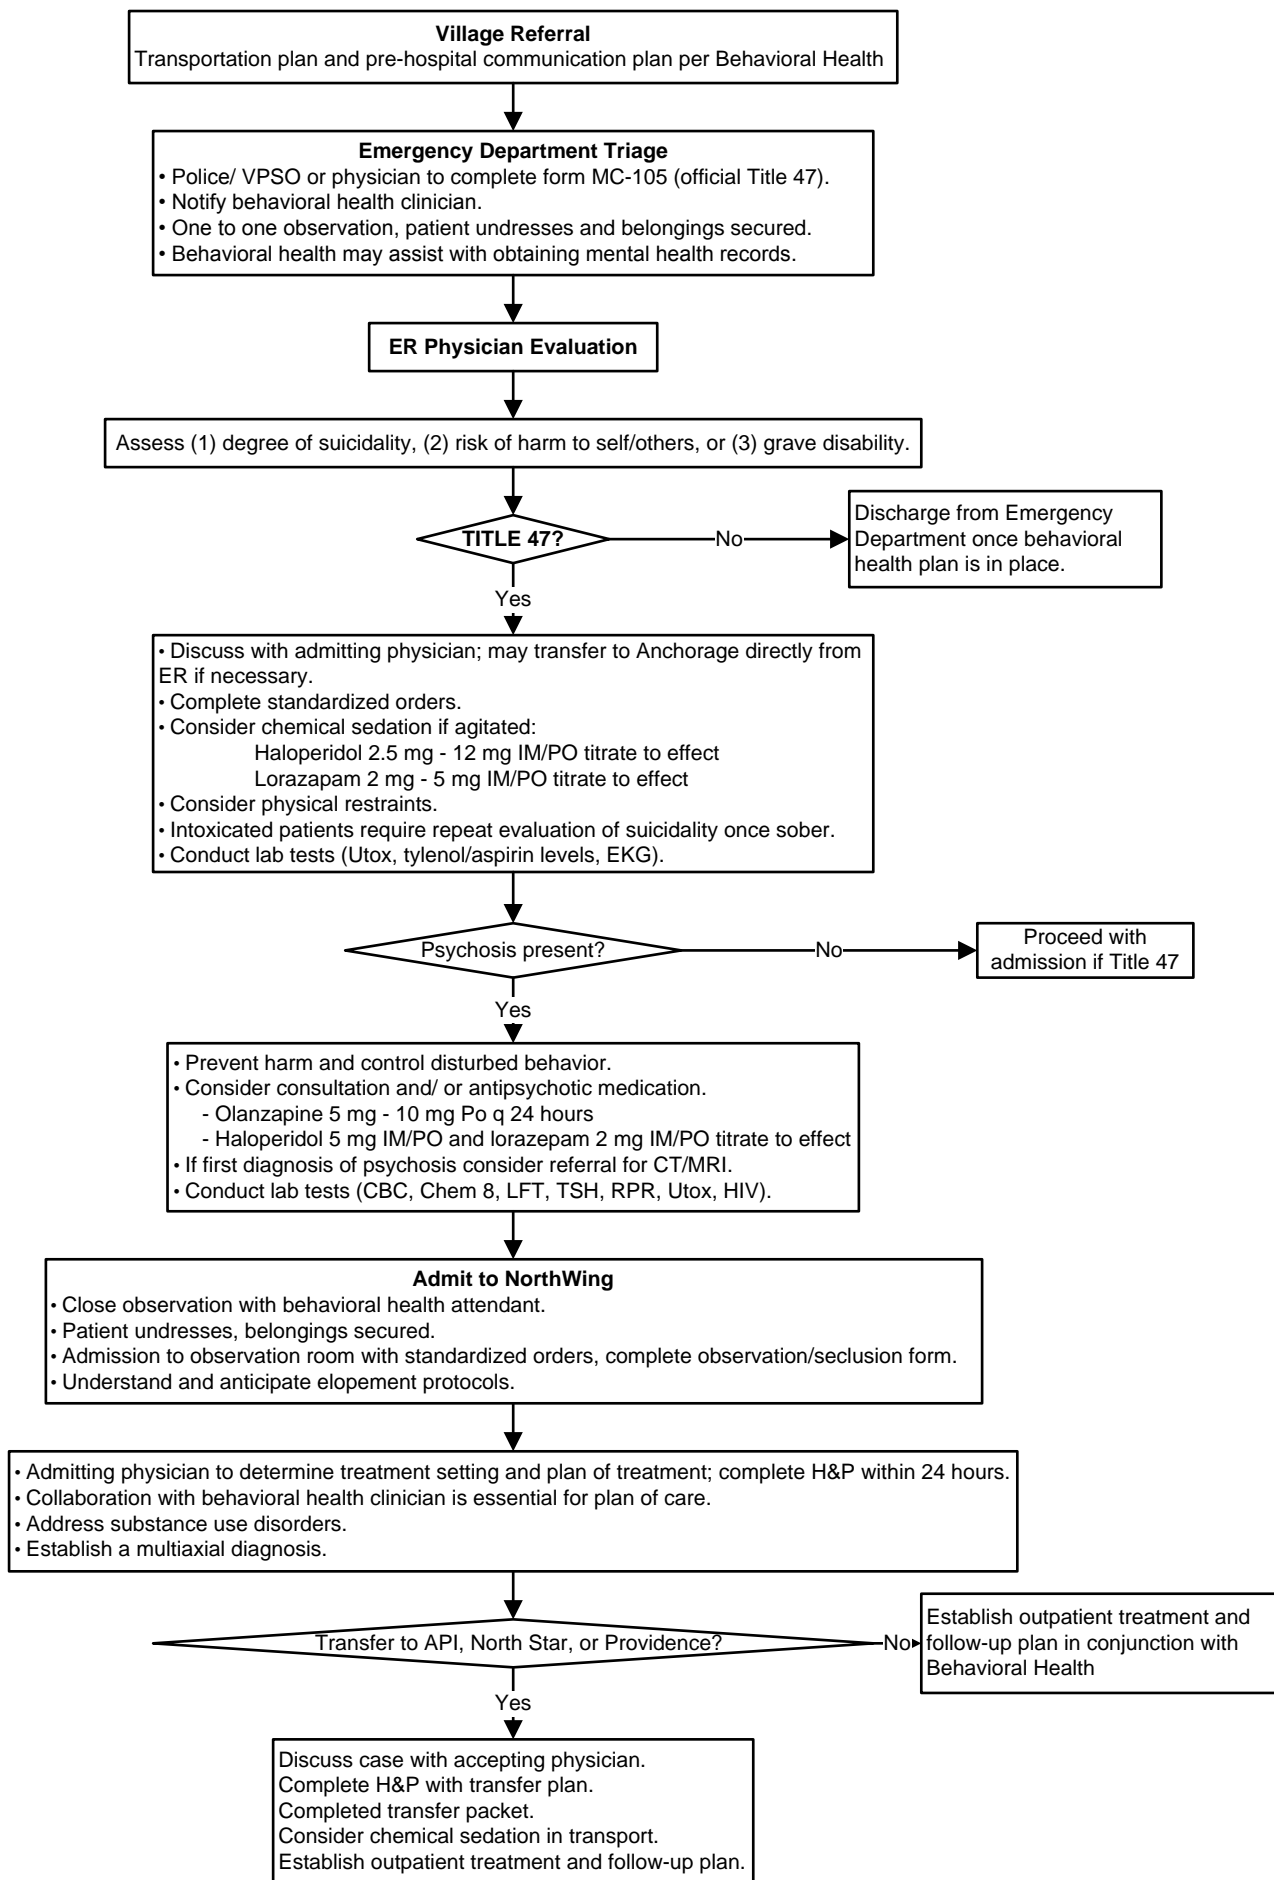 Village Referral
Transportation plan and pre-hospital communication plan per Behavioral Health
Emergency Department Triage
• Police/ VPSO or physician to complete form MC-105 (official Title 47).
• Notify behavioral health clinician.
• One to one observation, patient undresses and belongings secured.
• Behavioral health may assist with obtaining mental health records.
ER Physician Evaluation
Assess (1) degree of suicidality, (2) risk of harm to self/others, or (3) grave disability.
TITLE 47?
No
Discharge from Emergency
Department once behavioral
health plan is in place.
Yes
• Discuss with admitting physician; may transfer to Anchorage directly from
ER if necessary.
• Complete standardized orders.
• Consider chemical sedation if agitated:
Haloperidol 2.5 mg - 12 mg IM/PO titrate to effect
Lorazapam 2 mg - 5 mg IM/PO titrate to effect
• Consider physical restraints.
• Intoxicated patients require repeat evaluation of suicidality once sober.
• Conduct lab tests (Utox, tylenol/aspirin levels, EKG).
Psychosis present?
No
Proceed with
admission if Title 47
Yes
• Prevent harm and control disturbed behavior.
• Consider consultation and/ or antipsychotic medication.
- Olanzapine 5 mg - 10 mg Po q 24 hours
- Haloperidol 5 mg IM/PO and lorazepam 2 mg IM/PO titrate to effect
• If first diagnosis of psychosis consider referral for CT/MRI.
• Conduct lab tests (CBC, Chem 8, LFT, TSH, RPR, Utox, HIV).
Admit to NorthWing
• Close observation with behavioral health attendant.
• Patient undresses, belongings secured.
• Admission to observation room with standardized orders, complete observation/seclusion form.
• Understand and anticipate elopement protocols.
• Admitting physician to determine treatment setting and plan of treatment; complete H&P within 24 hours.
• Collaboration with behavioral health clinician is essential for plan of care.
• Address substance use disorders.
• Establish a multiaxial diagnosis.
Transfer to API, North Star, or Providence?
No
Establish outpatient treatment and
follow-up plan in conjunction with
Behavioral Health
Yes
Discuss case with accepting physician.
Complete H&P with transfer plan.
Completed transfer packet.
Consider chemical sedation in transport.
Establish outpatient treatment and follow-up plan.